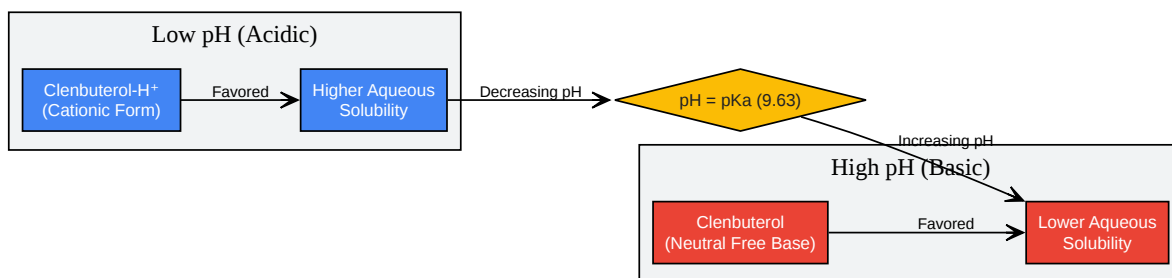 Low pH (Acidic)
Clenbuterol-H⁺
(Cationic Form)
Favored
Higher Aqueous
Solubility
Decreasing pH
pH = pKa (9.63)
Increasing pH
High pH (Basic)
Clenbuterol
(Neutral Free Base)
Favored
Lower Aqueous
Solubility